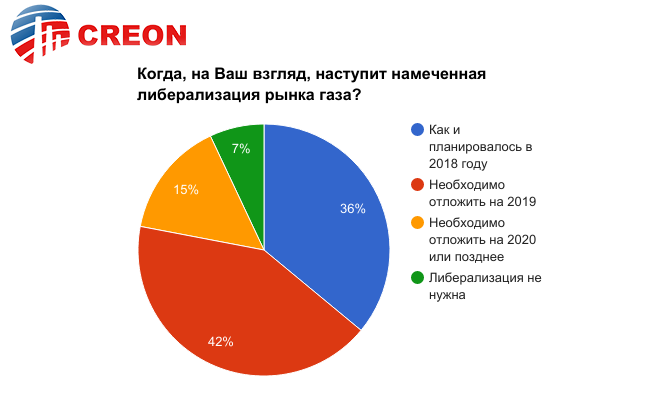 CREON
Когда, на Ваш взгляд, наступит намеченная
либерализация рынка газа?
7%
15%
36%
42%
Как и
планировалось в
2018 году
Необходимо
отложить на 2019
Необходимо
отложить на 2020
или позднее
Либерализация не
нужна